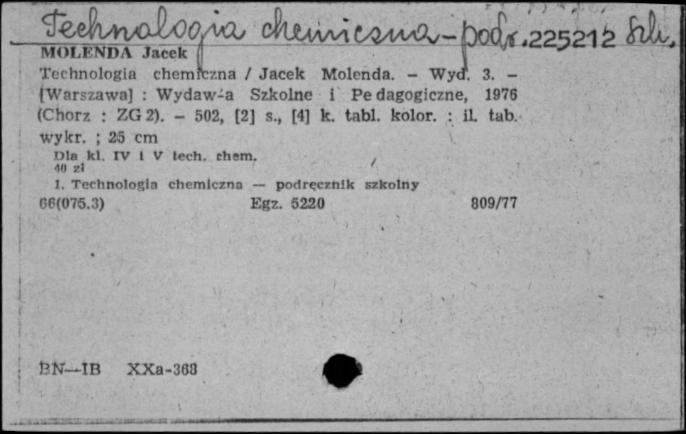 Technologia chemiczna - podr. 225212 Szk.
MOLENDA Jacek
Technologia chemiczna / Jacek Molenda. – Wyd. 3. –
[Warszawa] : Wydaw-a Szkolne i Pedagogiczne, 1976
(Chorz : ZG 2). – 502, [2] s., [4] k. tabl. kolor. : il. tab.
wykr. ; 25 cm
Dla kl. IV i V tech. chem.
40 zł
1. Technologia chemiczna — podręcznik szkolny
66(075.3) Egz. 5220 809/77
BN—IB XXa-368